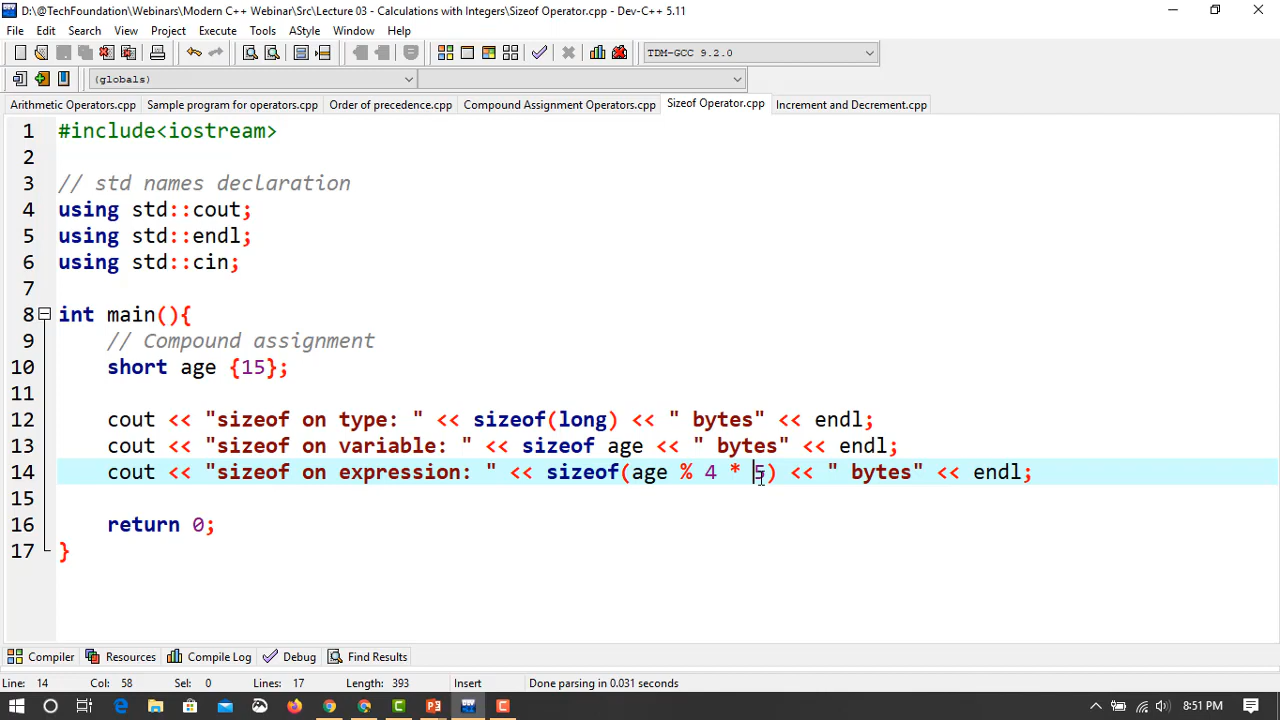 D:\@TechFoundation\Webinars\Modern C++ Webinar\Src\Lecture 03 - Calculations with Integers\Sizeof Operator.cpp - Dev-C++ 5.11
File Edit Search View Project Execute Tools AStyle Window Help
TDM-GCC 9.2.0
(globals)
Arithmetic Operators.cpp Sample program for operators.cpp Order of precedence.cpp Compound Assignment Operators.cpp Sizeof Operator.cpp Increment and Decrement.cpp
1 #include<iostream>
2
3 // std names declaration
4 using std::cout;
5 using std::endl;
6 using std::cin;
7
8 int main(){
9 // Compound assignment
10 short age {15};
11
12 cout << "sizeof on type: " << sizeof(long) << " bytes" << endl;
13 cout << "sizeof on variable: " << sizeof age << " bytes" << endl;
14 cout << "sizeof on expression: " << sizeof(age % 4 * 5) << " bytes" << endl;
15
16 return 0;
17 }
Compiler Resources Compile Log Debug Find Results
Line: 14 Col: 58 Sel: 0 Lines: 17 Length: 393 Insert Done parsing in 0.031 seconds
8:51 PM